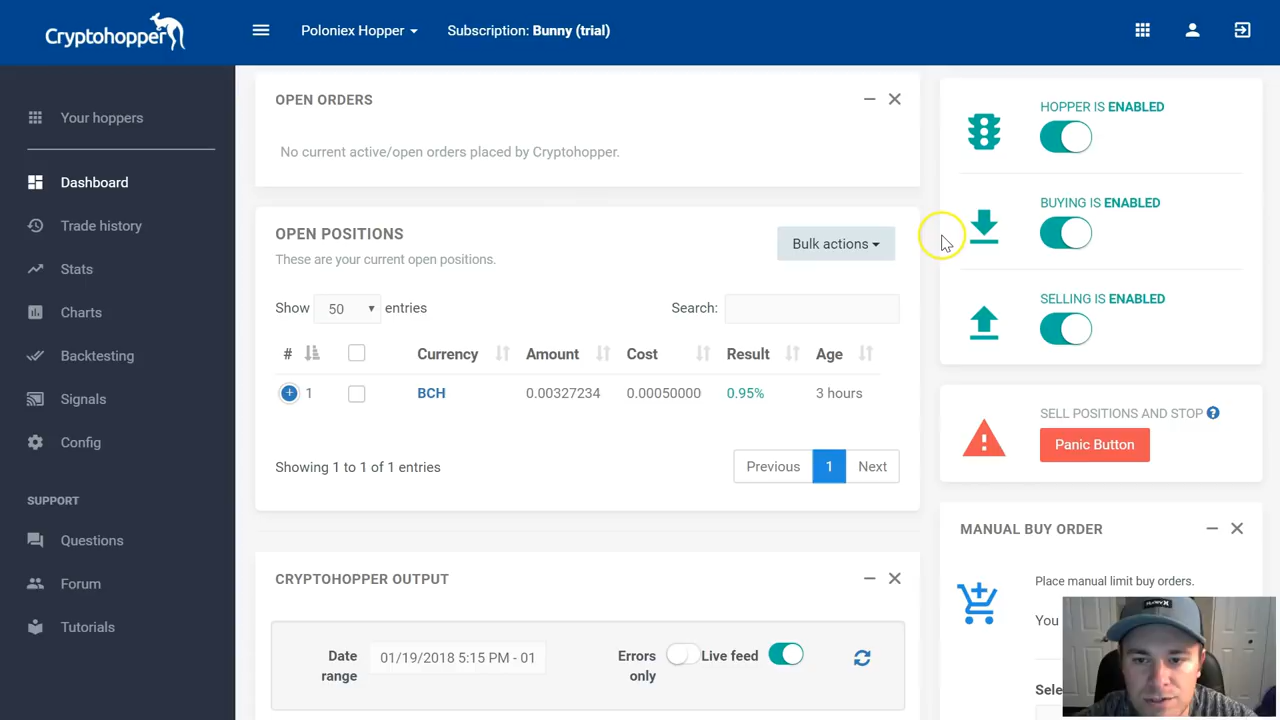 Cryptohopper
Poloniex Hopper
Subscription: Bunny (trial)
Your hoppers
Dashboard
Trade history
Stats
Charts
Backtesting
Signals
Config
SUPPORT
Questions
Forum
Tutorials
OPEN ORDERS
No current active/open orders placed by Cryptohopper.
OPEN POSITIONS
These are your current open positions.
Bulk actions
Show 50 entries
Search:
# Currency Amount Cost Result Age
1 BCH 0.00327234 0.00050000 0.95% 3 hours
Showing 1 to 1 of 1 entries
Previous 1 Next
CRYPTOHOPPER OUTPUT
Date range
01/19/2018 5:15 PM - 01
Errors only
Live feed
HOPPER IS ENABLED
BUYING IS ENABLED
SELLING IS ENABLED
SELL POSITIONS AND STOP ?
Panic Button
MANUAL BUY ORDER
Place manual limit buy orders.
You
Sele